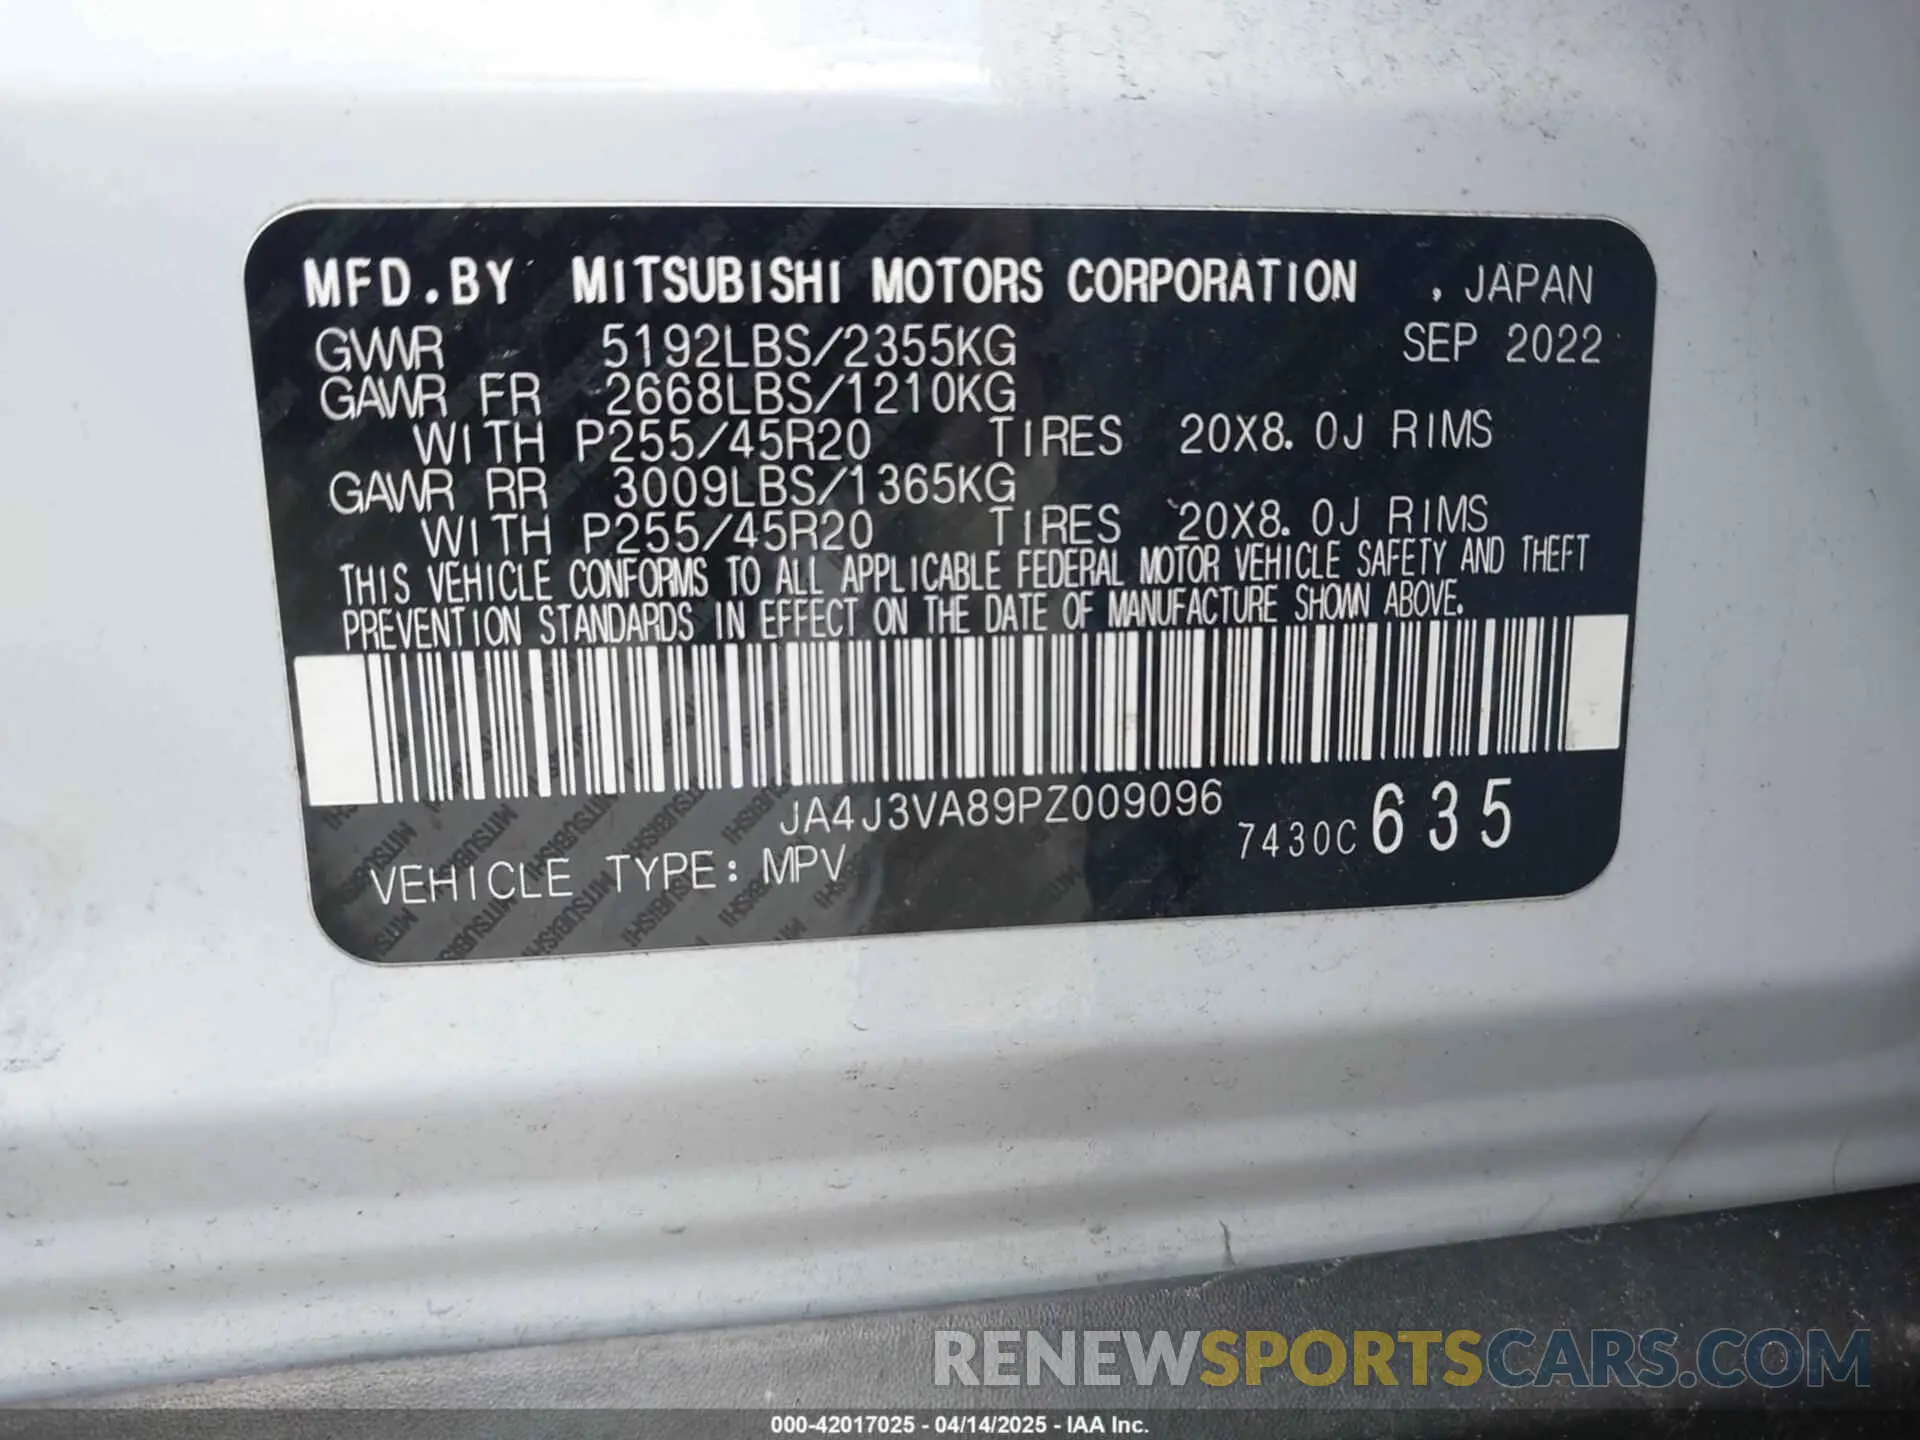 MFD.BY MITSUBISHI MOTORS CORPORATION , JAPAN
GVWR 5192LBS/2355KG SEP 2022
GAWR FR 2668LBS/1210KG
WITH P255/45R20 TIRES 20X8.0J RIMS
GAWR RR 3009LBS/1365KG
WITH P255/45R20 TIRES 20X8.0J RIMS
THIS VEHICLE CONFORMS TO ALL APPLICABLE FEDERAL MOTOR VEHICLE SAFETY AND THEFT
PREVENTION STANDARDS IN EFFECT ON THE DATE OF MANUFACTURE SHOWN ABOVE.
JA4J3VA89PZ009096
7430C 635
VEHICLE TYPE: MPV
RENEWSPORTSCARS.COM
000-42017025 - 04/14/2025 - IAA Inc.